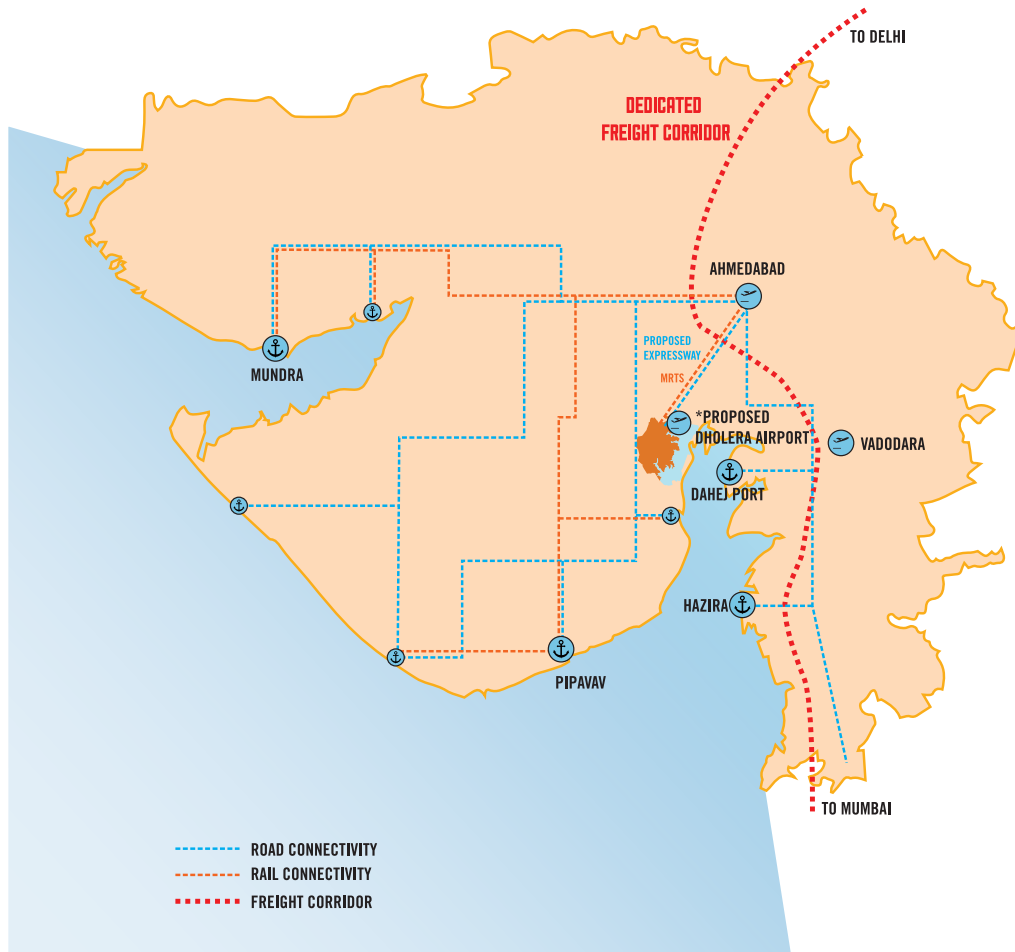 TO DELHI
DEDICATED
FREIGHT CORRIDOR
AHMEDABAD
PROPOSED
EXPRESSWAY
MRTS
MUNDRA
*PROPOSED
DHOLERA AIRPORT
VADODARA
DAHEJ PORT
HAZIRA
PIPAVAV
TO MUMBAI
ROAD CONNECTIVITY
RAIL CONNECTIVITY
FREIGHT CORRIDOR